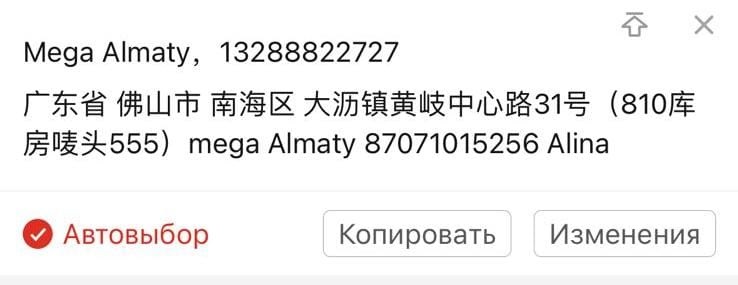 Mega Almaty，13288822727
广东省 佛山市 南海区 大沥镇黄岐中心路31号（810库
房唛头555）mega Almaty 87071015256 Alina
Автовыбор Копировать Изменения